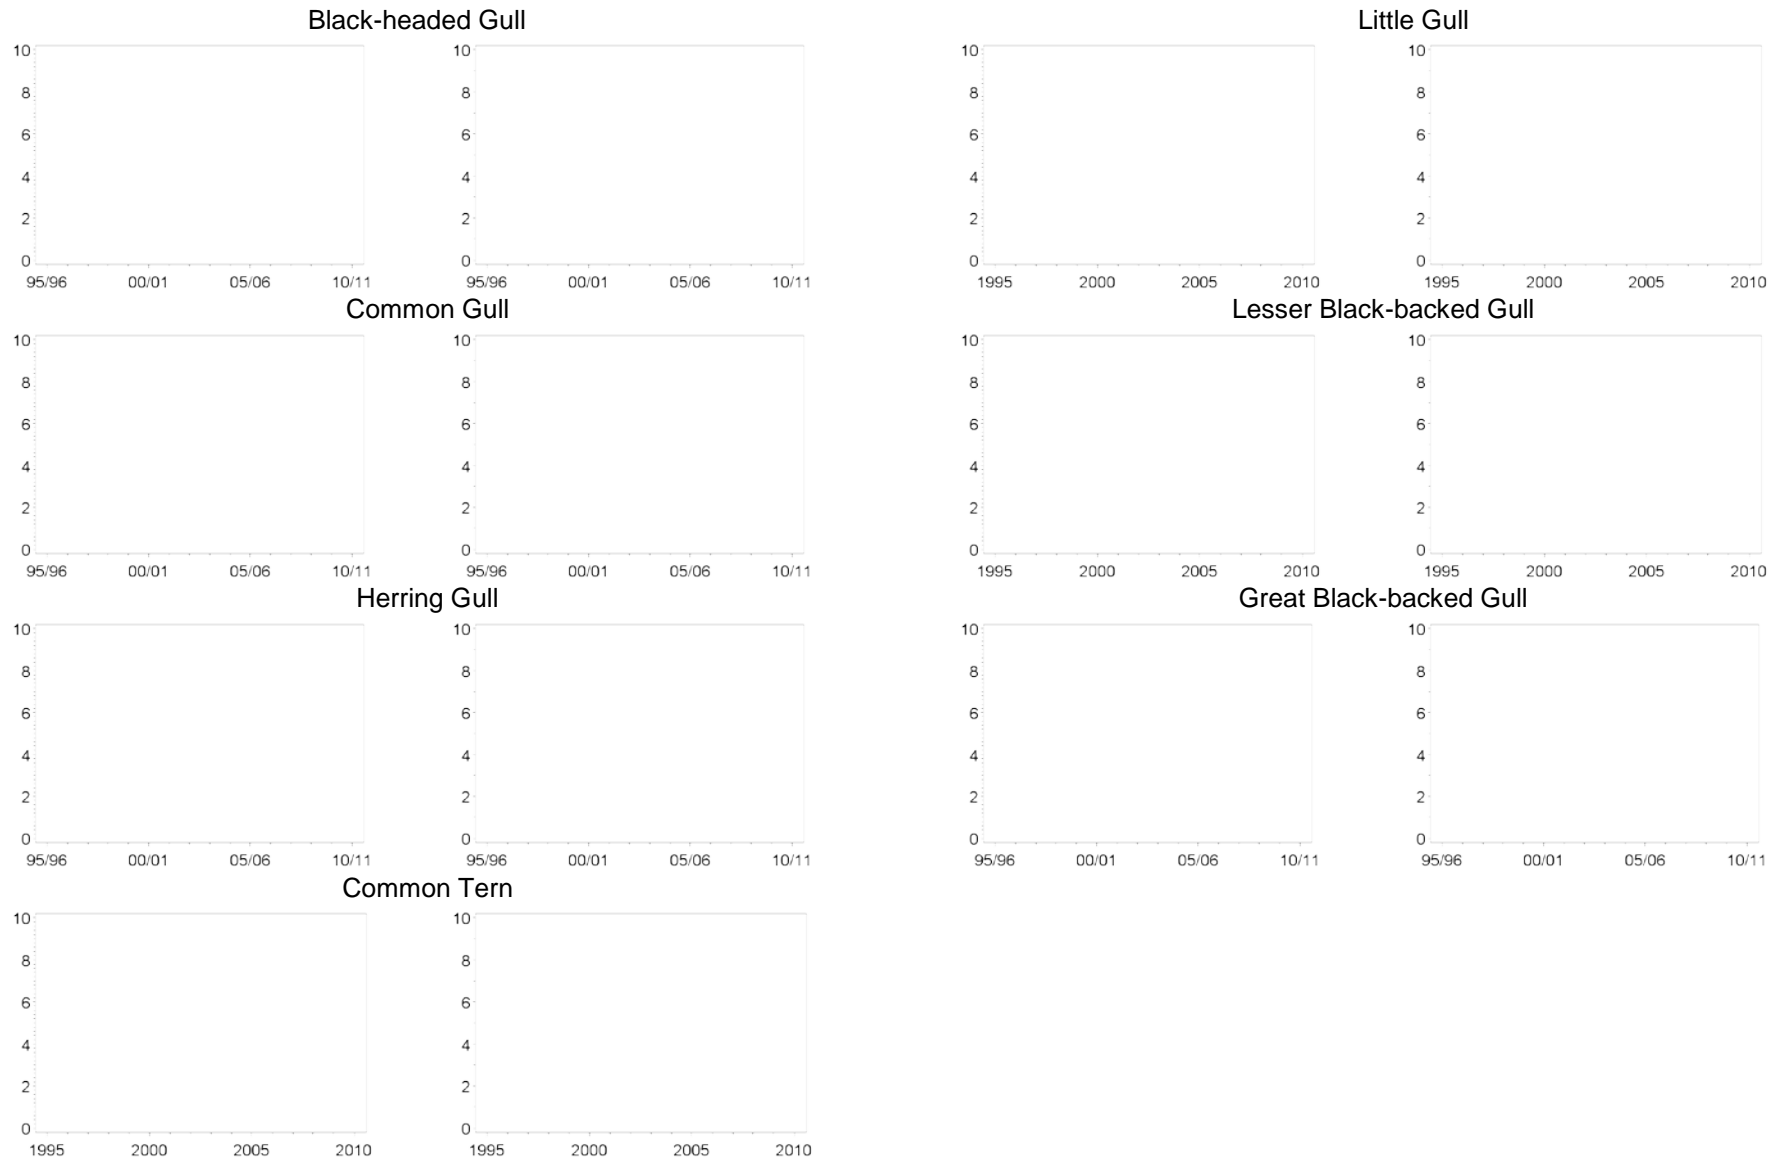 Black-headed Gull Little Gull
10 10 10 10
8 8 8 8
6 6 6 6
4 4 4 4
2 2 2 2
0 0 0 0
95/96 00/01 05/06 10/11 95/96 00/01 05/06 10/11 1995 2000 2005 2010 1995 2000 2005 2010
Common Gull Lesser Black-backed Gull
10 10 10 10
8 8 8 8
6 6 6 6
4 4 4 4
2 2 2 2
0 0 0 0
95/96 00/01 05/06 10/11 95/96 00/01 05/06 10/11 1995 2000 2005 2010 1995 2000 2005 2010
Herring Gull Great Black-backed Gull
10 10 10 10
8 8 8 8
6 6 6 6
4 4 4 4
2 2 2 2
0 0 0 0
95/96 00/01 05/06 10/11 95/96 00/01 05/06 10/11 95/96 00/01 05/06 10/11 95/96 00/01 05/06 10/11
Common Tern
10 10
8 8
6 6
4 4
2 2
0 0
1995 2000 2005 2010 1995 2000 2005 2010